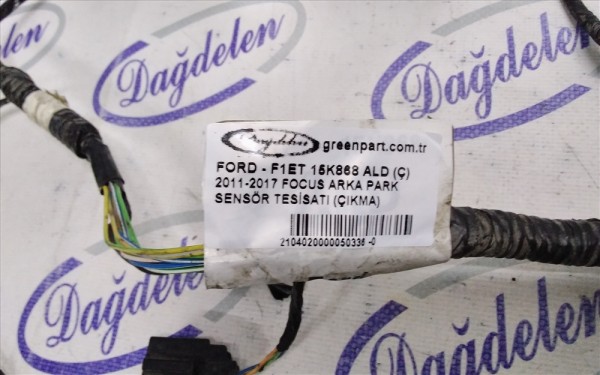 Dağdelen
Dağdelen
Dağdelen greenpart.com.tr
FORD - F1ET 15K868 ALD (Ç)
2011-2017 FOCUS ARKA PARK
SENSÖR TESİSATI (ÇIKMA)
2104020000050336 -0
Dağdelen
Dağdelen